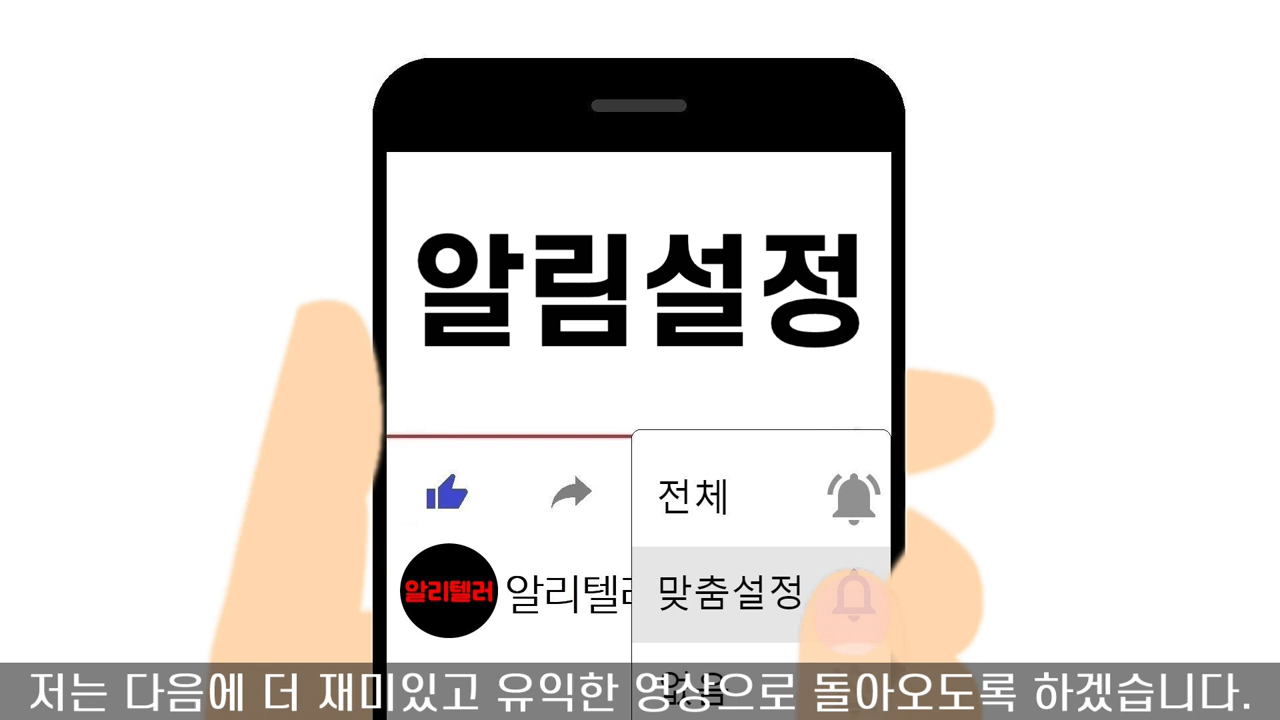 알림설정
전체
알리텔러
알리텔
맞춤설정
없음
저는 다음에 더 재미있고 유익한 영상으로 돌아오도록 하겠습니다.